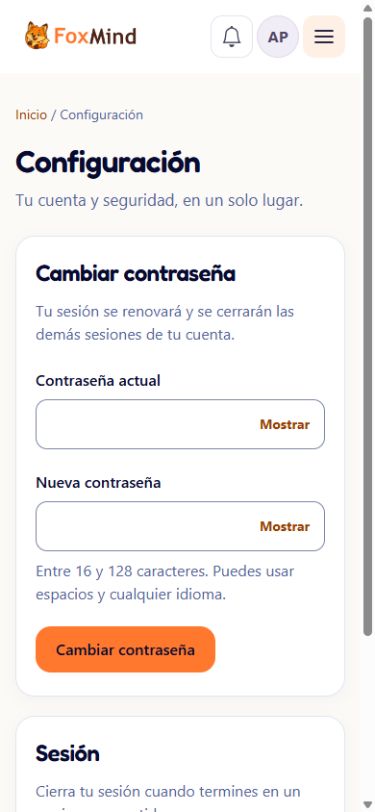 FoxMind
AP
Inicio / Configuración
Configuración
Tu cuenta y seguridad, en un solo lugar.
Cambiar contraseña
Tu sesión se renovará y se cerrarán las
demás sesiones de tu cuenta.
Contraseña actual
Mostrar
Nueva contraseña
Mostrar
Entre 16 y 128 caracteres. Puedes usar
espacios y cualquier idioma.
Cambiar contraseña
Sesión
Cierra tu sesión cuando termines en un